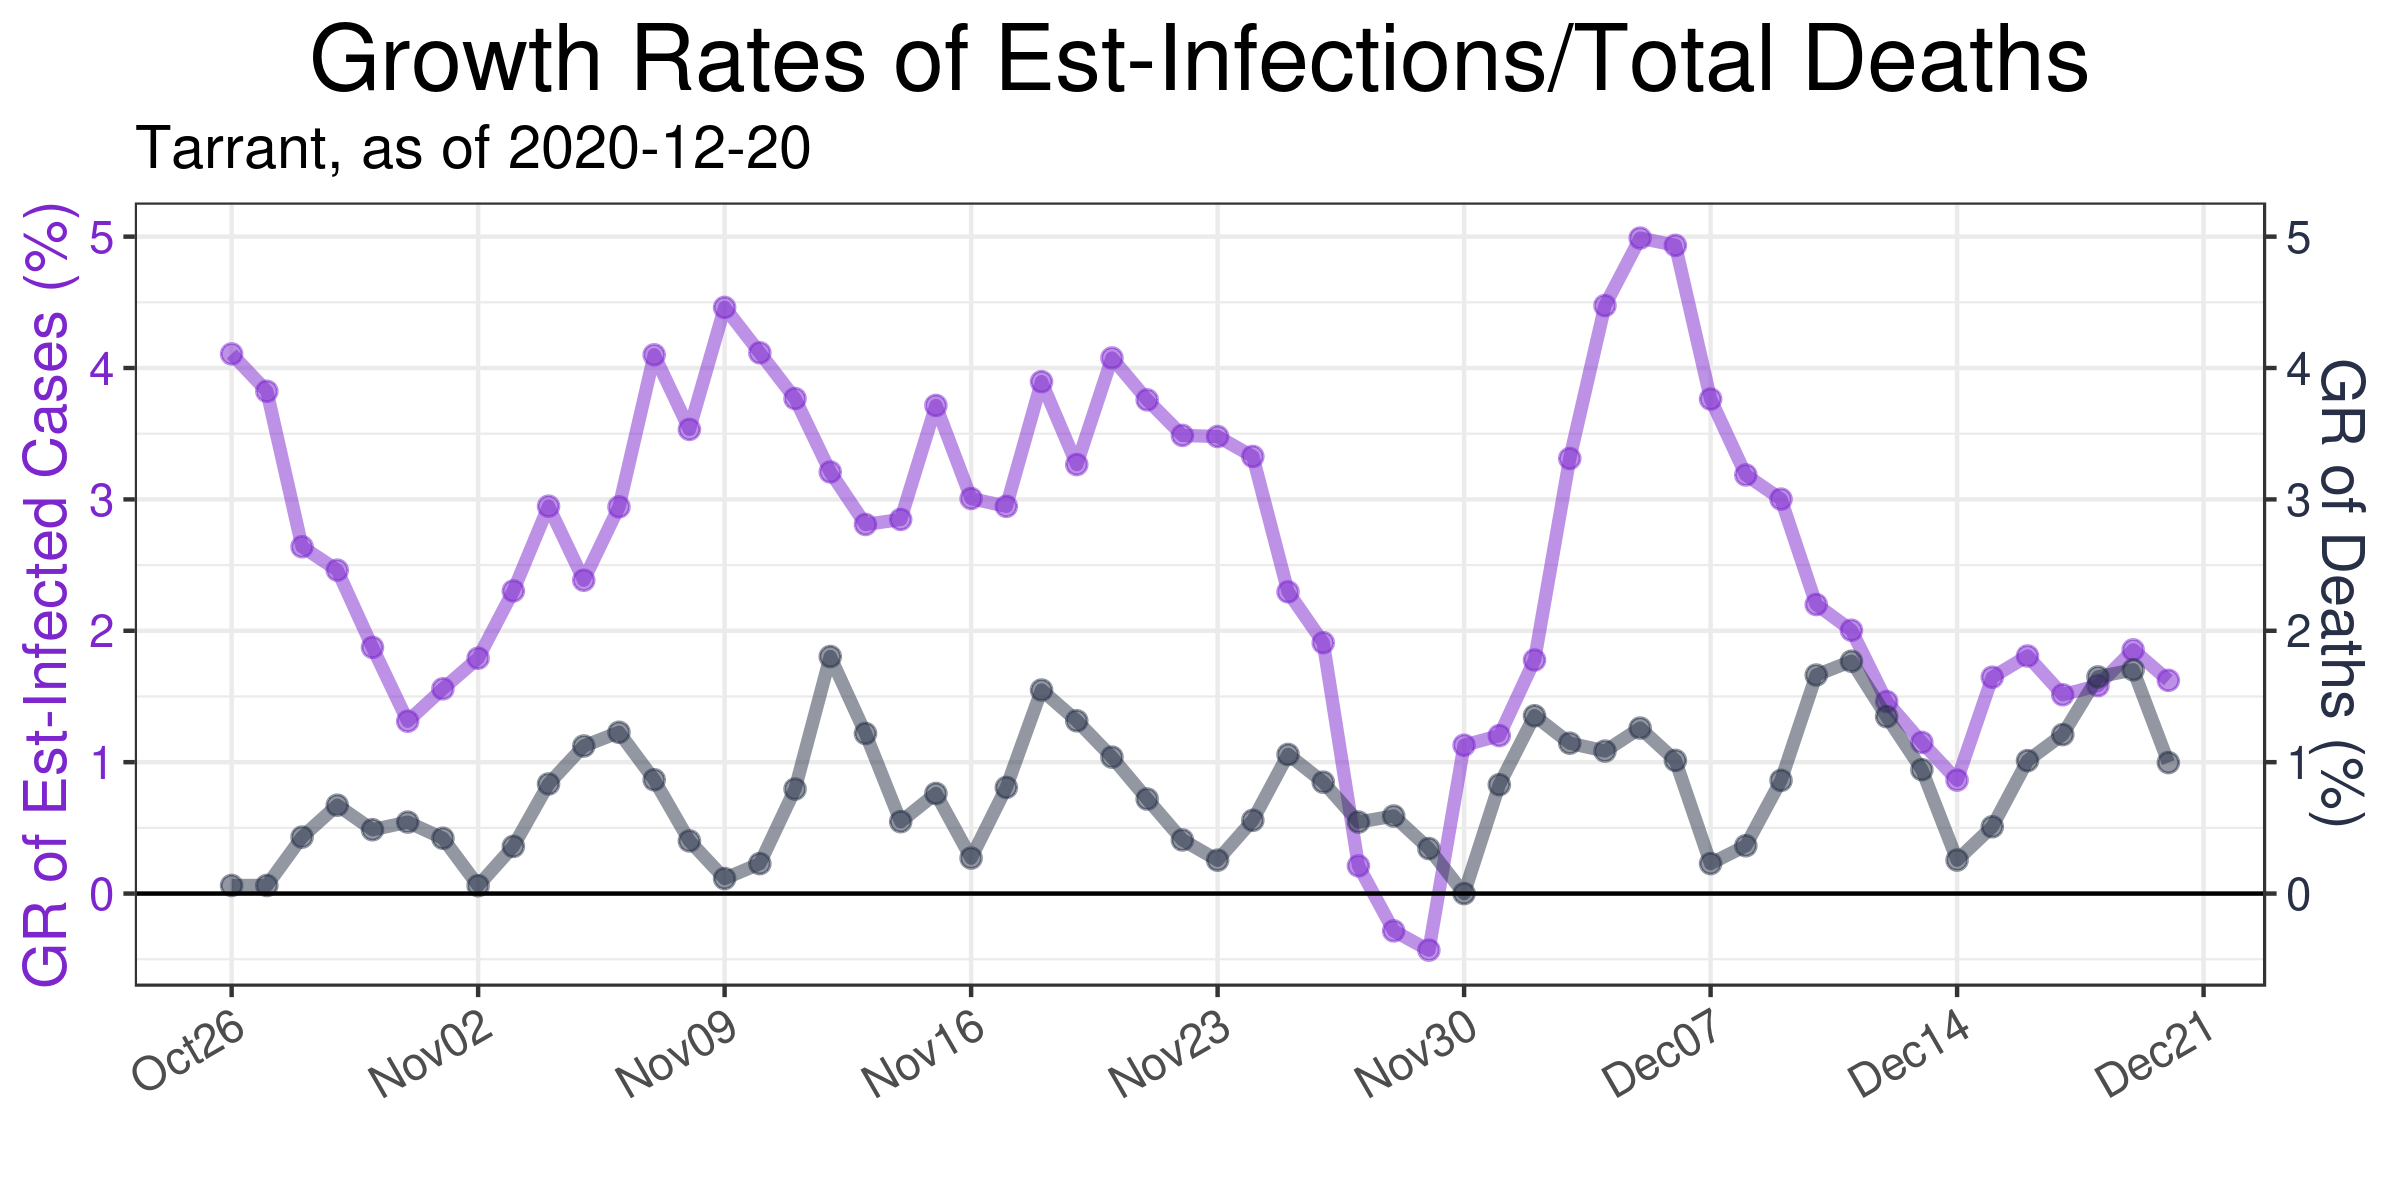 Growth Rates of Est-Infections/Total Deaths
Tarrant, as of 2020-12-20
GR of Est-Infected Cases (%)
5
4
3
2
1
0
5
4
3
2
1
0
GR of Deaths (%)
Oct26
Nov02
Nov09
Nov16
Nov23
Nov30
Dec07
Dec14
Dec21